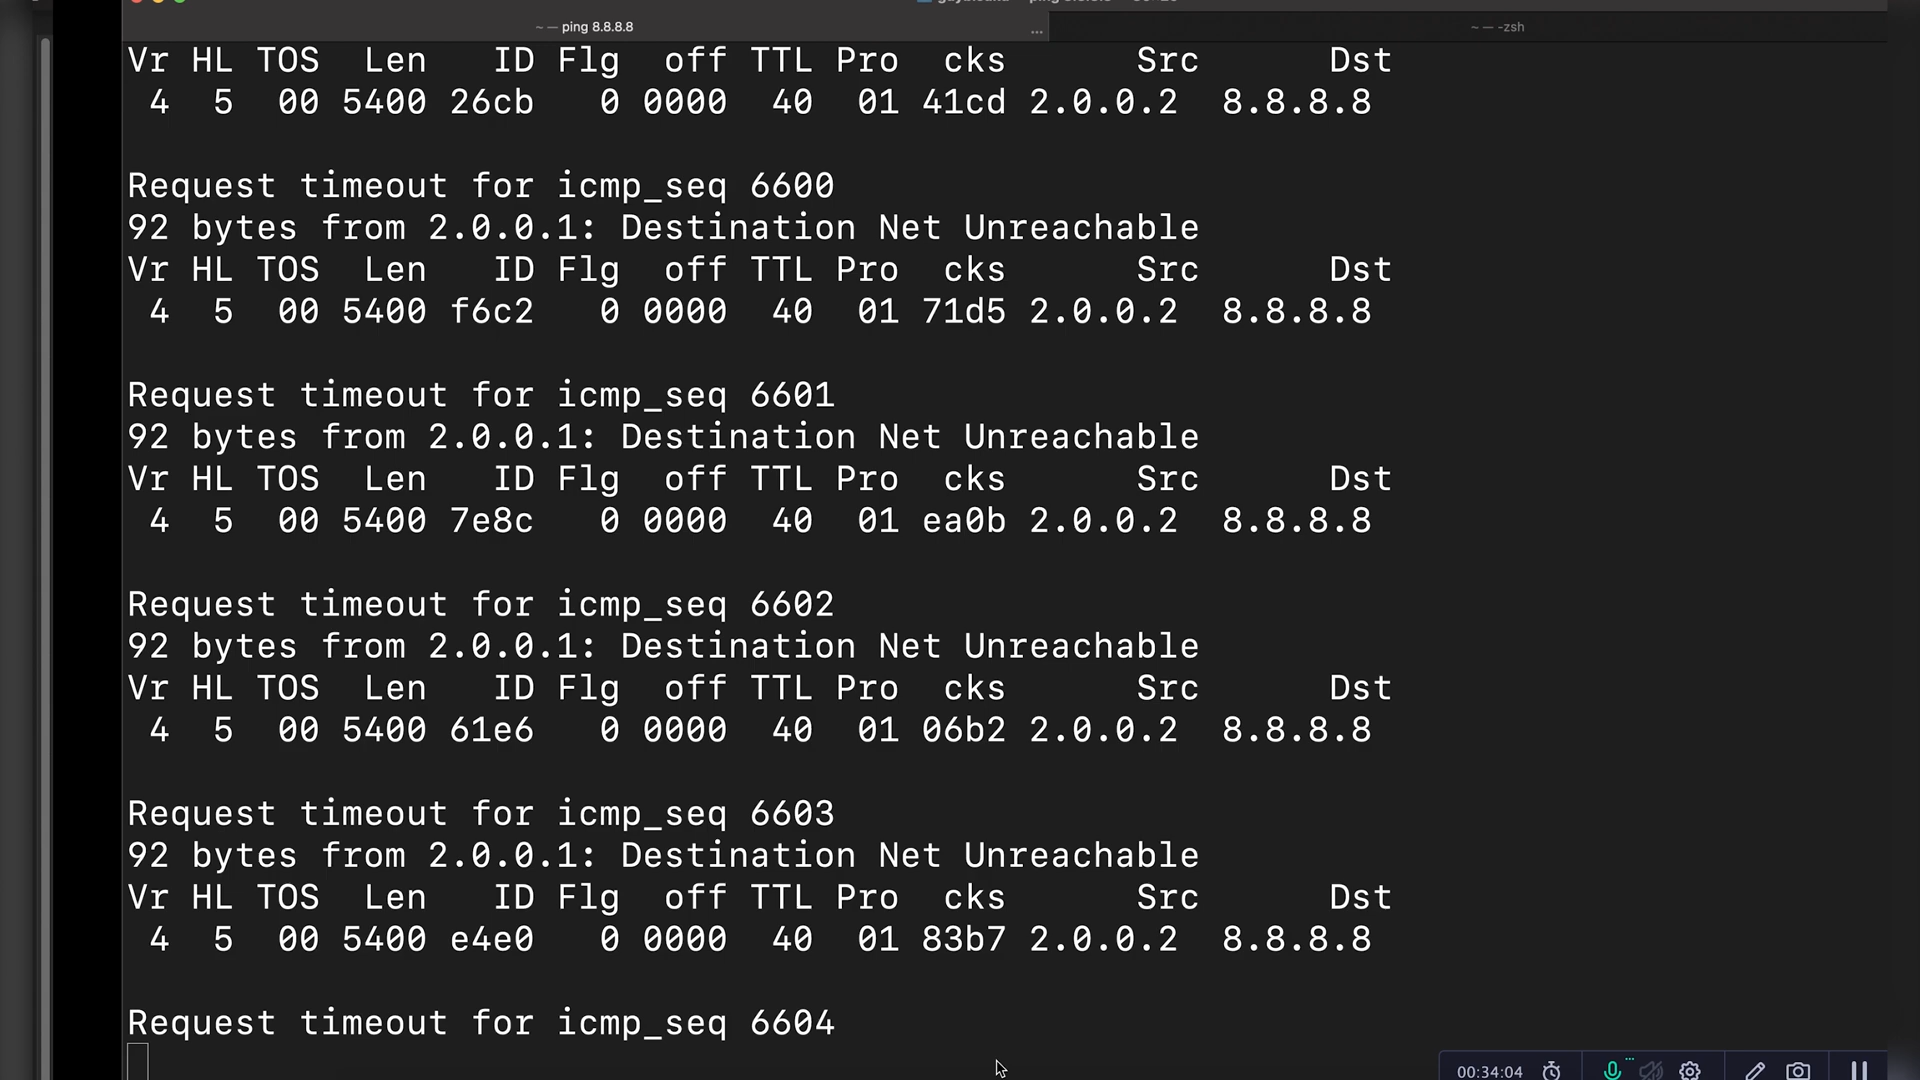 ~ — ping 8.8.8.8 ... ~ — -zsh
Vr HL TOS Len ID Flg off TTL Pro cks Src Dst
4 5 00 5400 26cb 0 0000 40 01 41cd 2.0.0.2 8.8.8.8
Request timeout for icmp_seq 6600
92 bytes from 2.0.0.1: Destination Net Unreachable
Vr HL TOS Len ID Flg off TTL Pro cks Src Dst
4 5 00 5400 f6c2 0 0000 40 01 71d5 2.0.0.2 8.8.8.8
Request timeout for icmp_seq 6601
92 bytes from 2.0.0.1: Destination Net Unreachable
Vr HL TOS Len ID Flg off TTL Pro cks Src Dst
4 5 00 5400 7e8c 0 0000 40 01 ea0b 2.0.0.2 8.8.8.8
Request timeout for icmp_seq 6602
92 bytes from 2.0.0.1: Destination Net Unreachable
Vr HL TOS Len ID Flg off TTL Pro cks Src Dst
4 5 00 5400 61e6 0 0000 40 01 06b2 2.0.0.2 8.8.8.8
Request timeout for icmp_seq 6603
92 bytes from 2.0.0.1: Destination Net Unreachable
Vr HL TOS Len ID Flg off TTL Pro cks Src Dst
4 5 00 5400 e4e0 0 0000 40 01 83b7 2.0.0.2 8.8.8.8
Request timeout for icmp_seq 6604
00:34:04